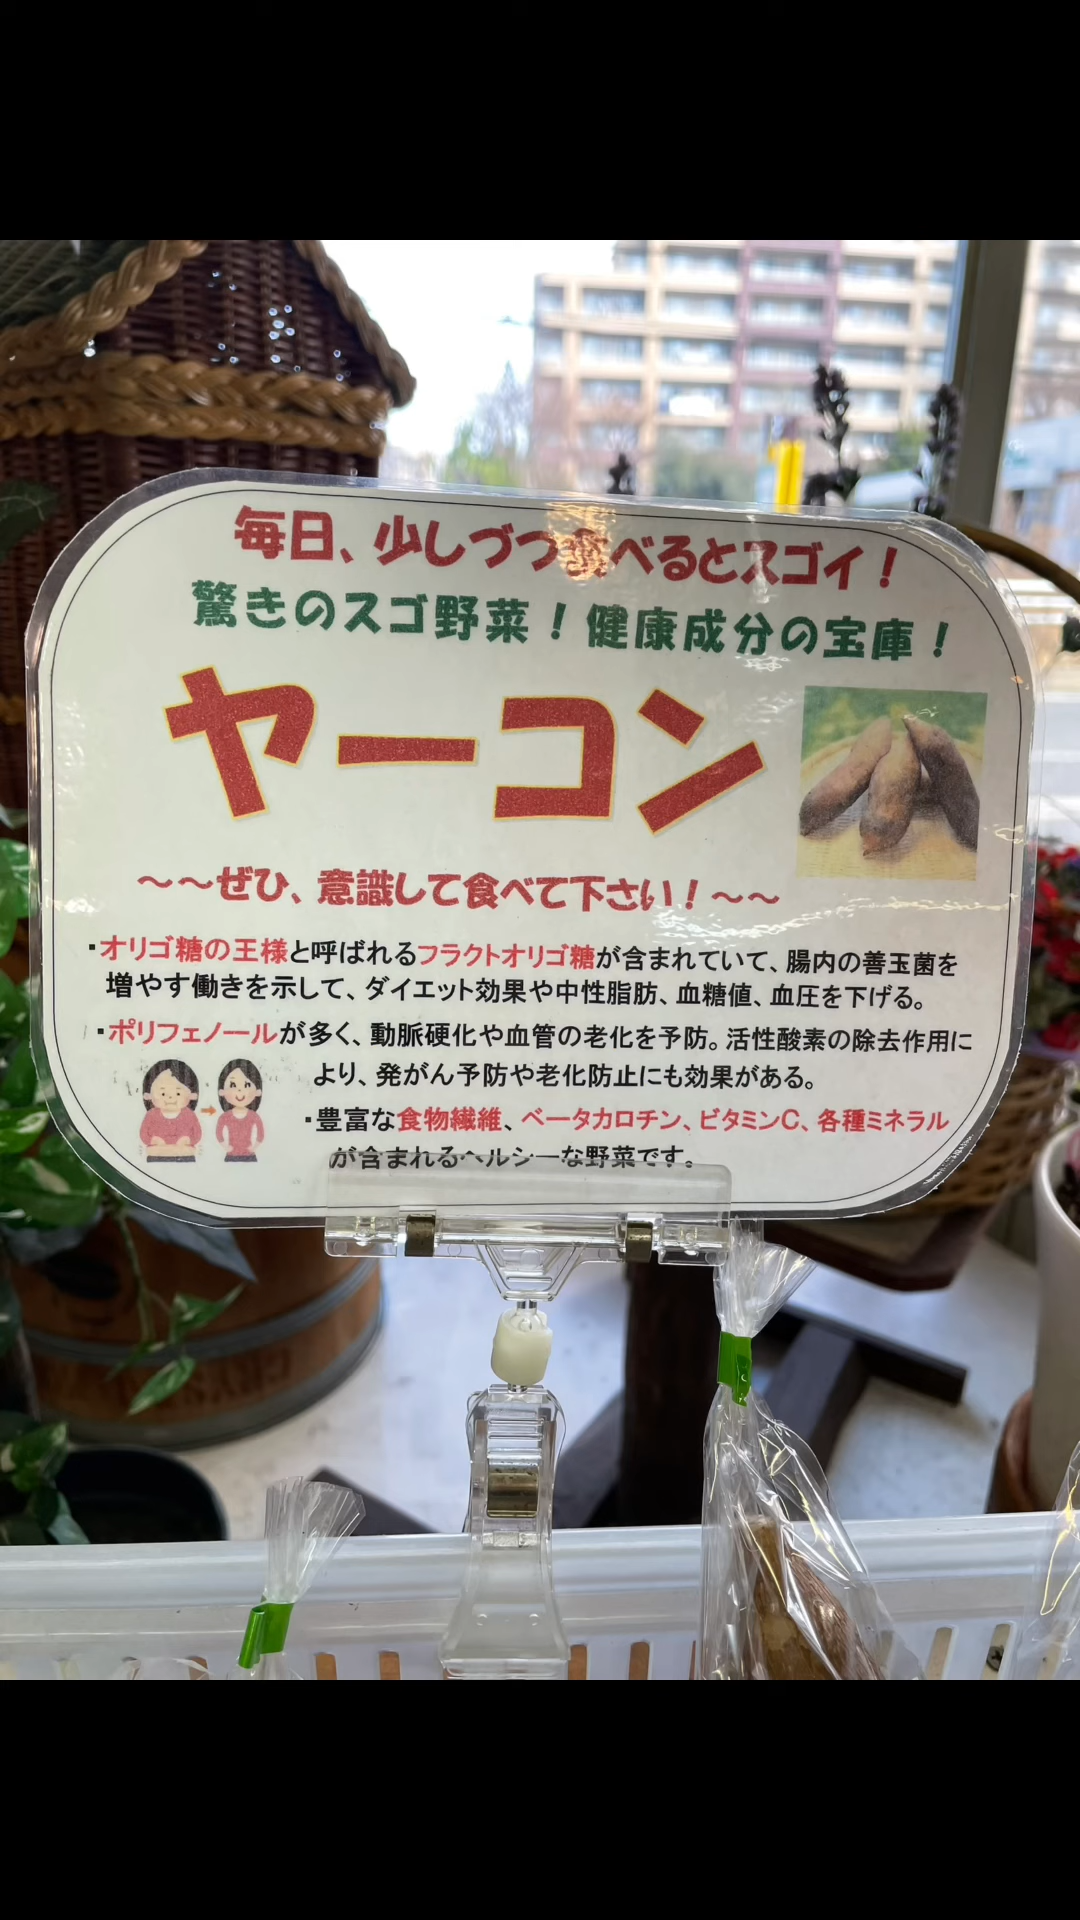 毎日、少しづつ食べるとスゴイ！
驚きのスゴ野菜！健康成分の宝庫！
ヤーコン
～～ぜひ、意識して食べて下さい！～～
・オリゴ糖の王様と呼ばれるフラクトオリゴ糖が含まれていて、腸内の善玉菌を
増やす働きを示して、ダイエット効果や中性脂肪、血糖値、血圧を下げる。
・ポリフェノールが多く、動脈硬化や血管の老化を予防。活性酸素の除去作用に
より、発がん予防や老化防止にも効果がある。
・豊富な食物繊維、ベータカロチン、ビタミンC、各種ミネラル
が含まれるヘルシーな野菜です。